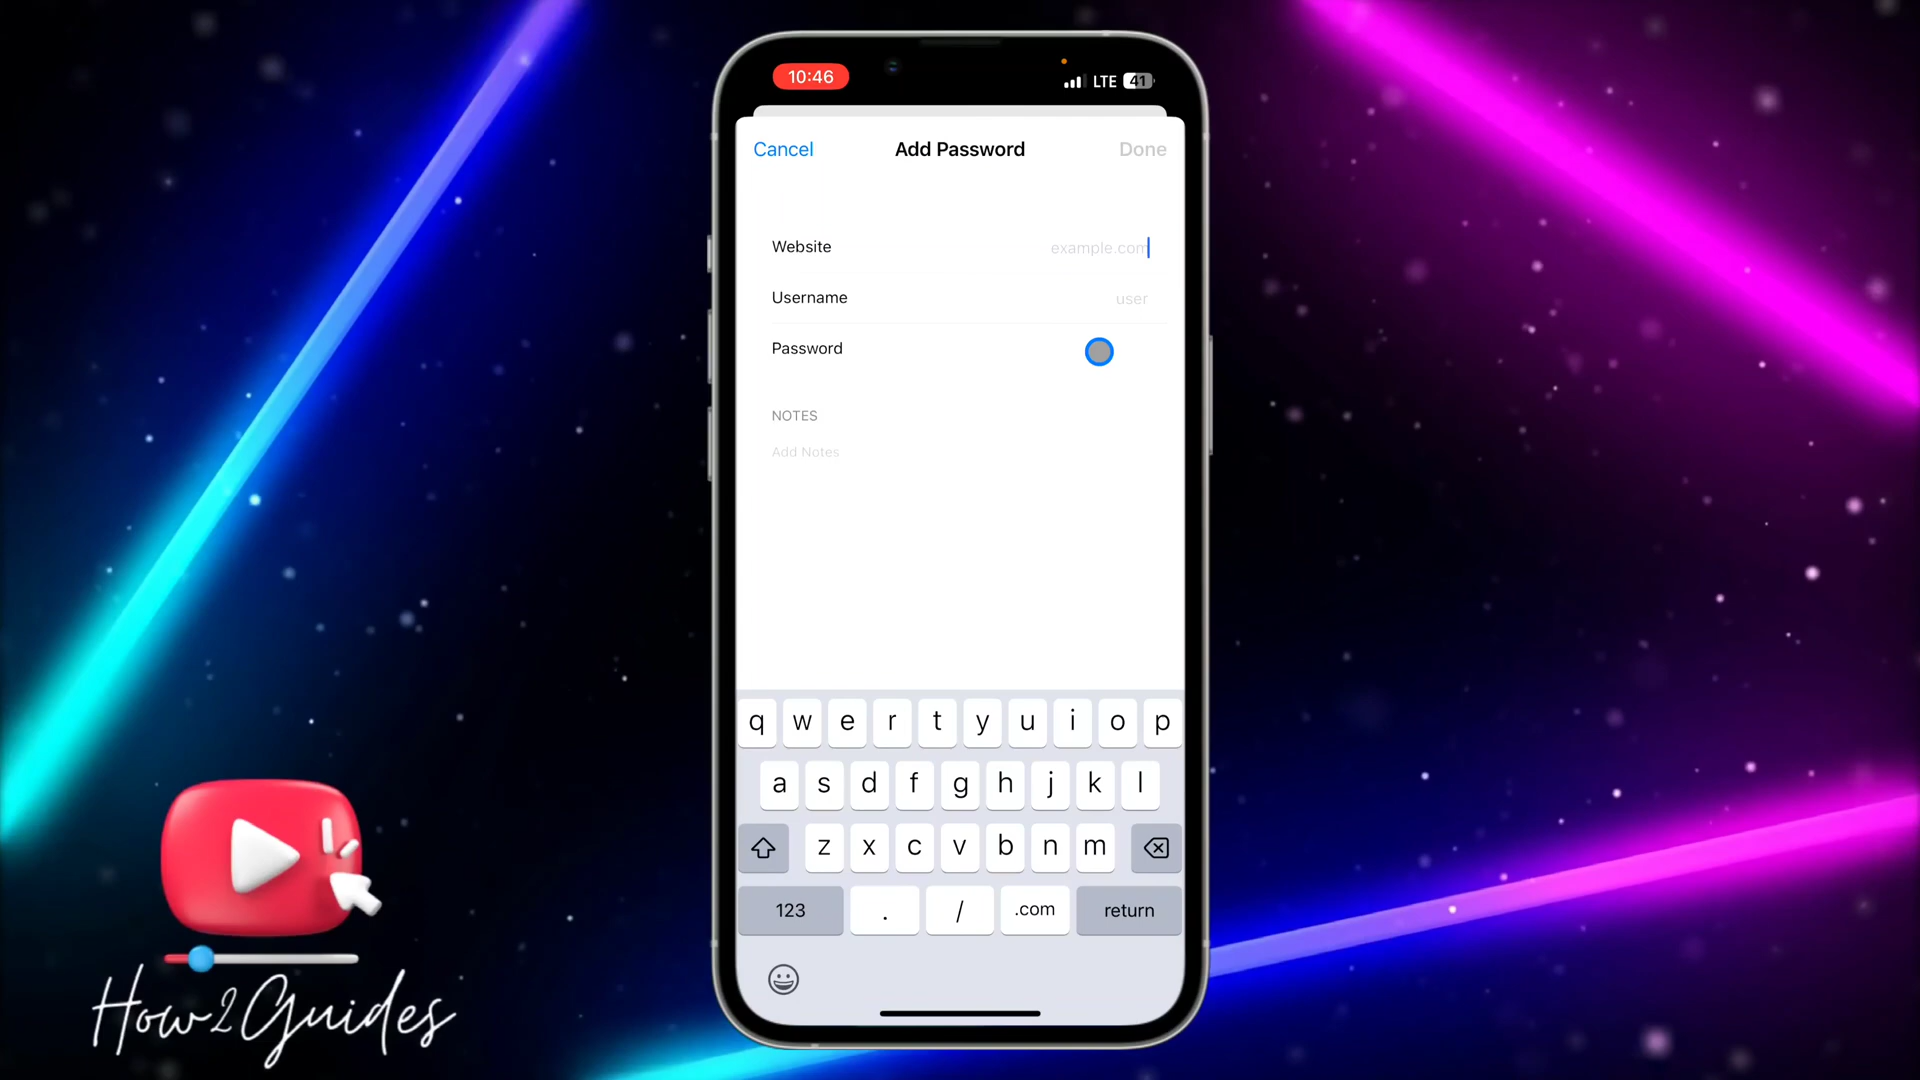 10:46
LTE 41
Cancel Add Password Done
Website example.com
Username user
Password
NOTES
Add Notes
q w e r t y u i o p
a s d f g h j k l
z x c v b n m
123 . / .com return
How2Guides